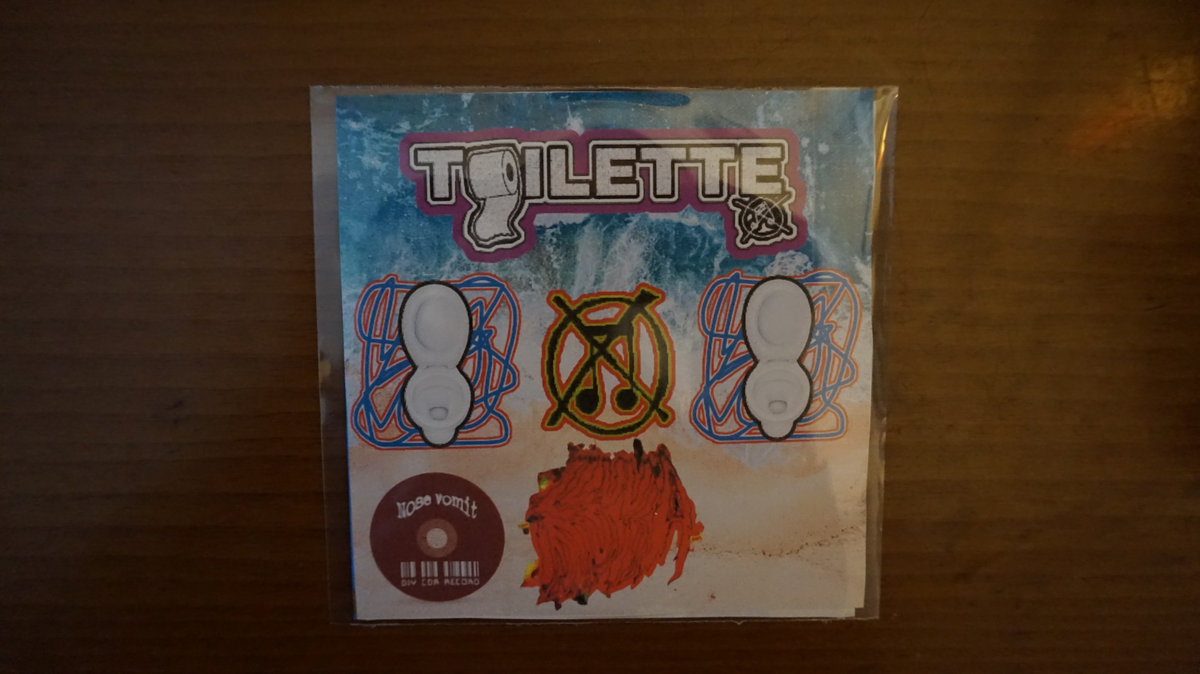 TOILETTE
Nose vomit
DIY CDR RECORD